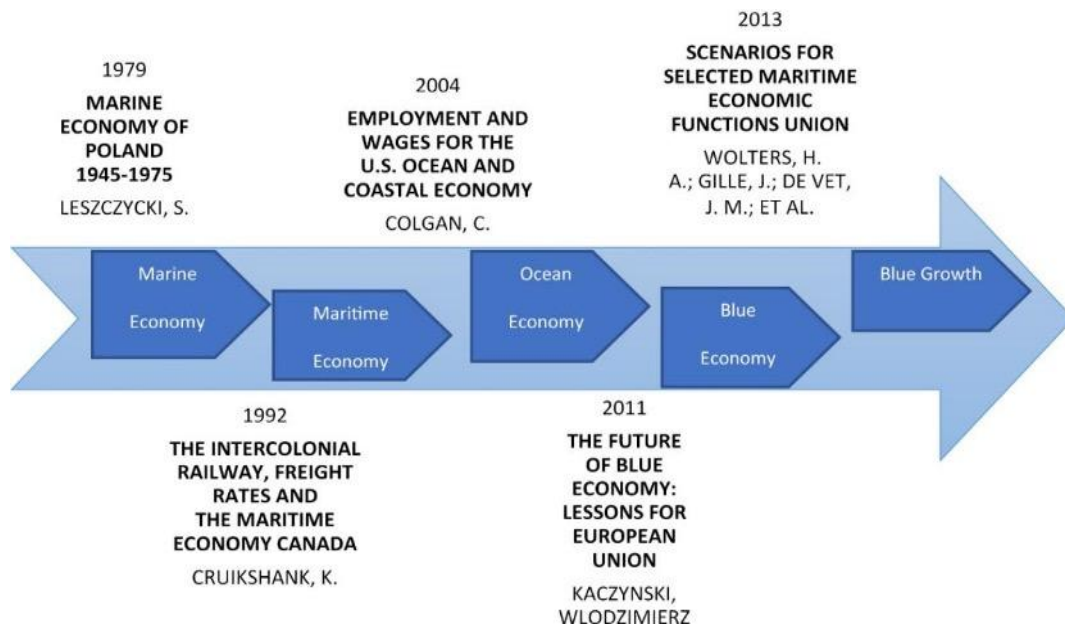 1979
MARINE
ECONOMY OF
POLAND
1945-1975
LESZCZYCKI, S.
2004
EMPLOYMENT AND
WAGES FOR THE
U.S. OCEAN AND
COASTAL ECONOMY
COLGAN, C.
2013
SCENARIOS FOR
SELECTED MARITIME
ECONOMIC
FUNCTIONS UNION
WOLTERS, H.
A.; GILLE, J.; DE VET,
J. M.; ET AL.
Marine
Economy
Maritime
Economy
Ocean
Economy
Blue
Economy
Blue Growth
1992
THE INTERCOLONIAL
RAILWAY, FREIGHT
RATES AND
THE MARITIME
ECONOMY CANADA
CRUIKSHANK, K.
2011
THE FUTURE
OF BLUE
ECONOMY:
LESSONS FOR
EUROPEAN
UNION
KACZYNSKI,
WLODZIMIERZ